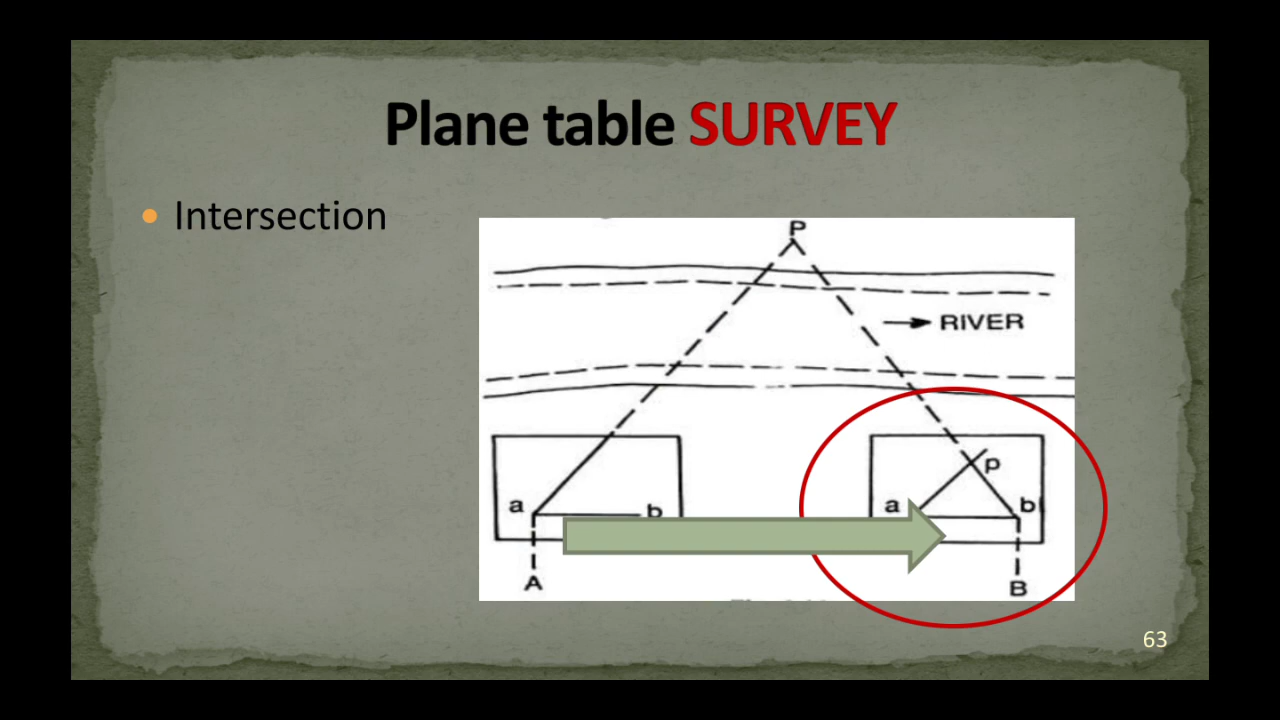 Plane table SURVEY
Intersection
P
RIVER
p
a
b
a
b
A
B
63